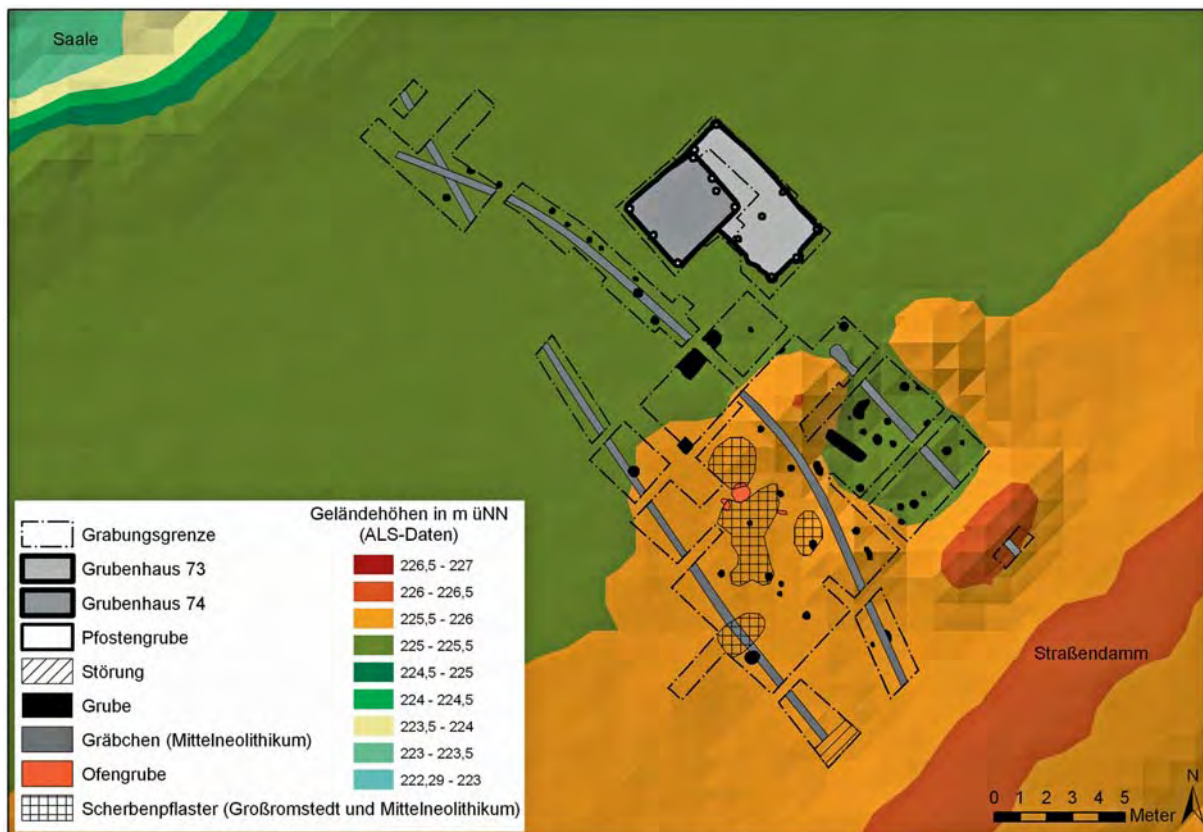 Saale
Straßendamm
Grabungsgrenze
Grubenhaus 73
Grubenhaus 74
Pfostengrube
Störung
Grube
Gräbchen (Mittelneolithikum)
Ofengrube
Scherbenpflaster (Großromstedt und Mittelneolithikum)
Geländehöhen in m üNN
(ALS-Daten)
226,5 - 227
226 - 226,5
225,5 - 226
225 - 225,5
224,5 - 225
224 - 224,5
223,5 - 224
223 - 223,5
222,29 - 223
0 1 2 3 4 5
Meter
N